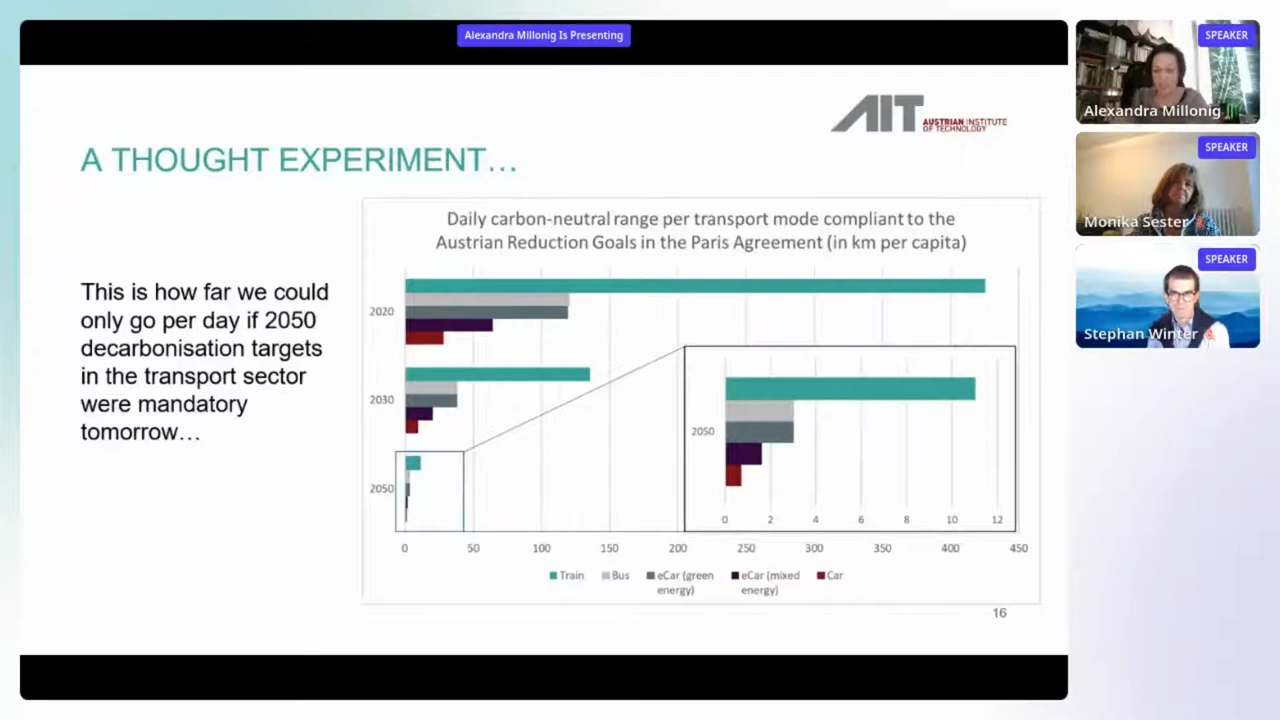 Alexandra Millonig Is Presenting
AIT AUSTRIAN INSTITUTE
OF TECHNOLOGY
A THOUGHT EXPERIMENT...
This is how far we could
only go per day if 2050
decarbonisation targets
in the transport sector
were mandatory
tomorrow...
Daily carbon-neutral range per transport mode compliant to the
Austrian Reduction Goals in the Paris Agreement (in km per capita)
2020
2030
2050
2050
0 2 4 6 8 10 12
0 50 100 150 200 250 300 350 400 450
Train Bus eCar (green energy) eCar (mixed energy) Car
16
SPEAKER
Alexandra Millonig
SPEAKER
Monika Sester
SPEAKER
Stephan Winter